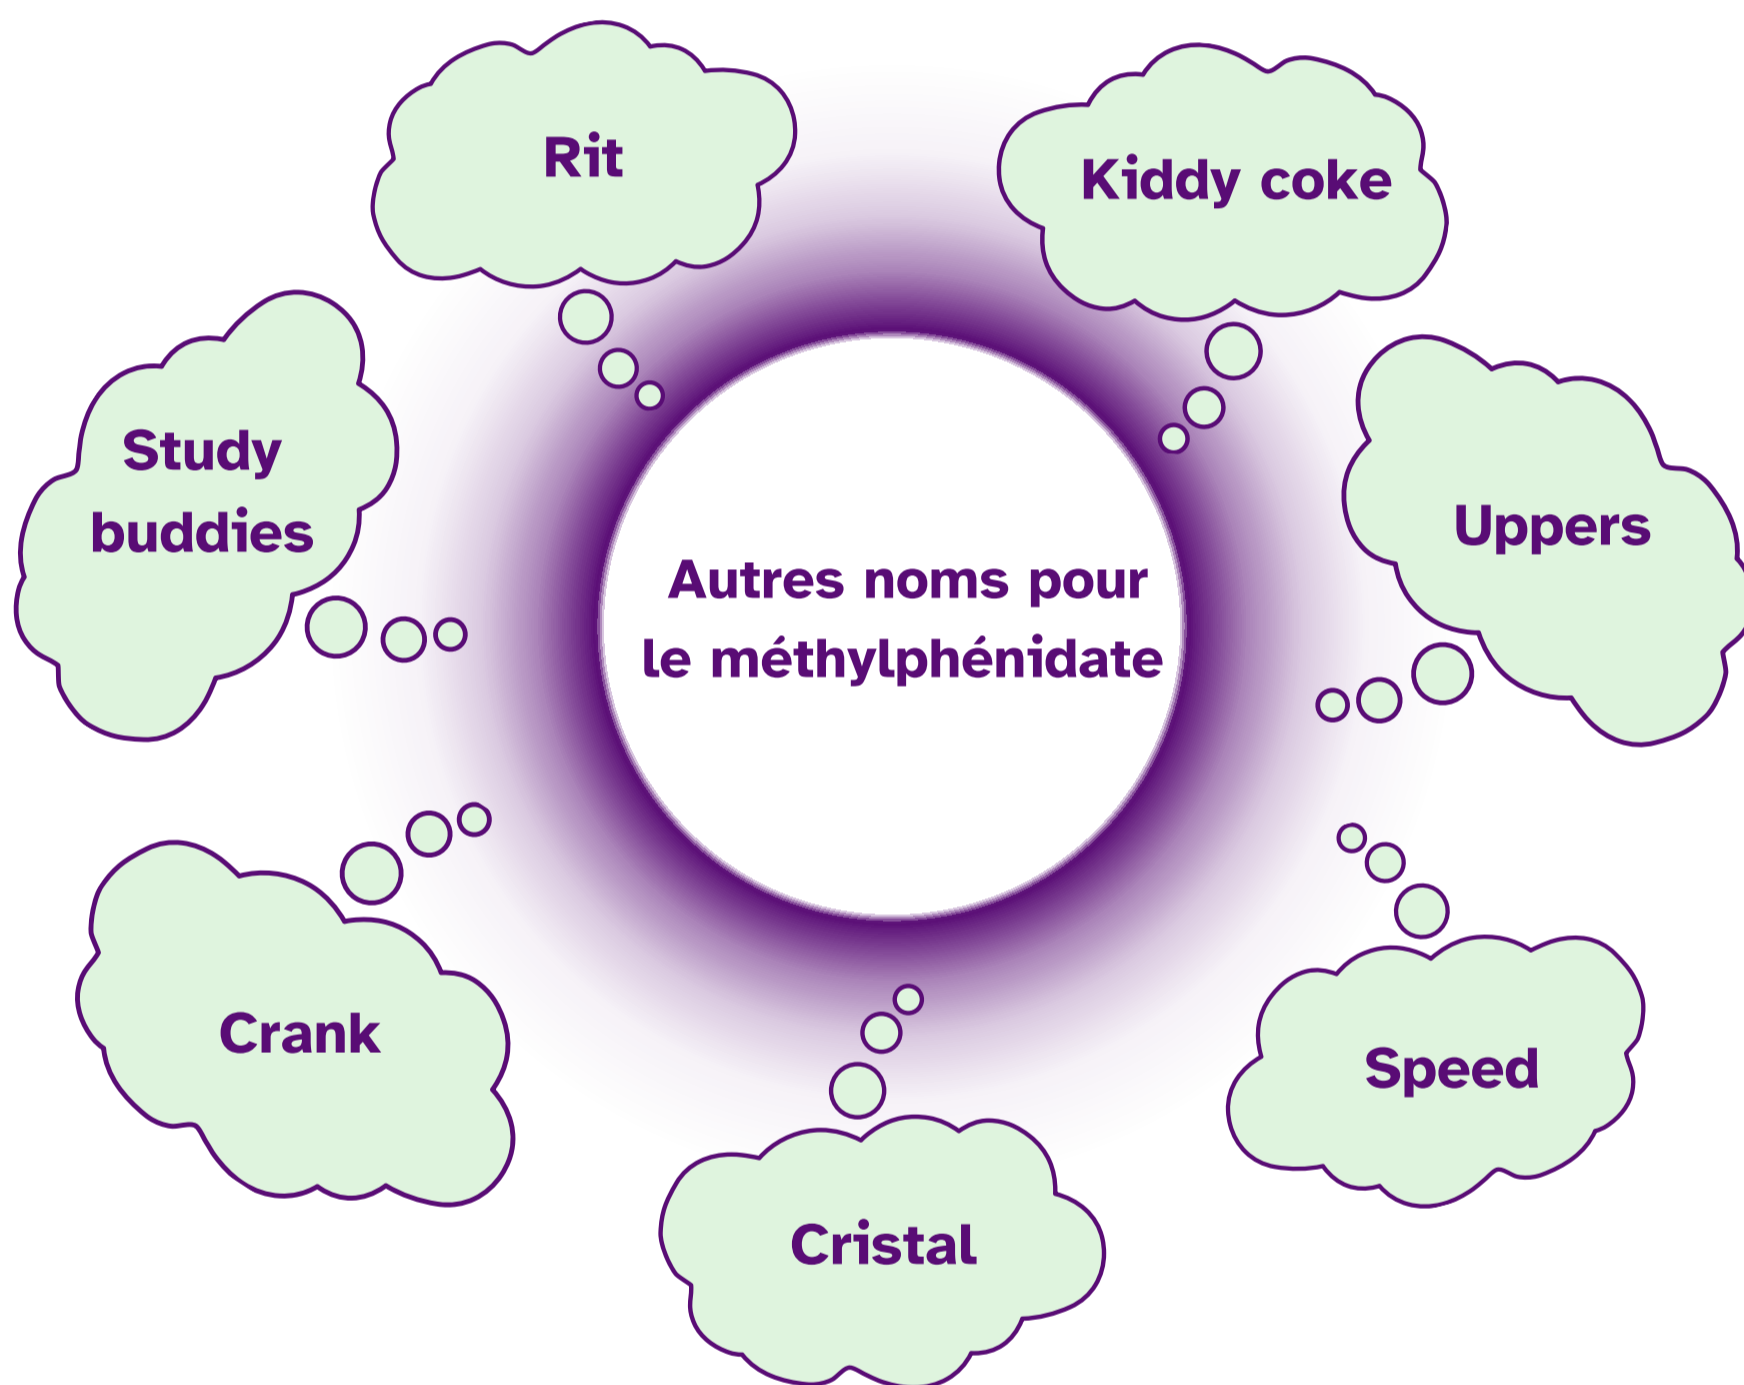 Rit
Kiddy coke
Study
buddies
Uppers
Autres noms pour
le méthylphénidate
Crank
Speed
Cristal